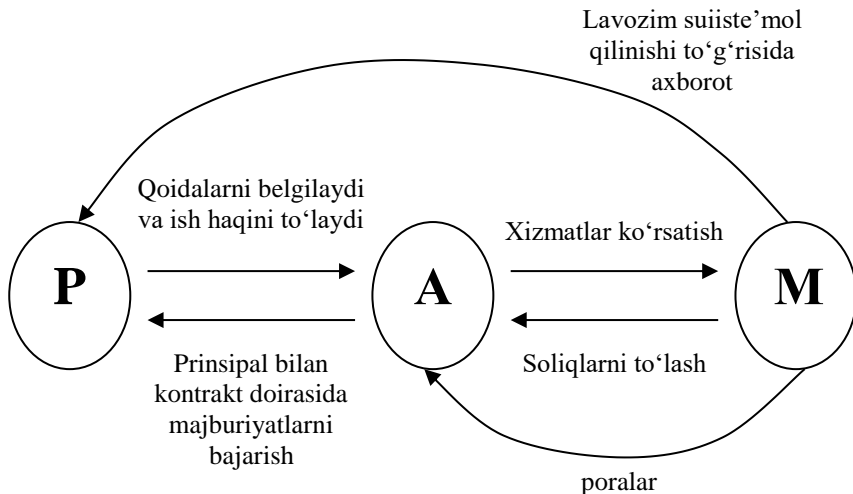 Lavozim suiiste’mol
qilinishi to‘g‘risida
axborot
Qoidalarni belgilaydi
va ish haqini to‘laydi
Xizmatlar ko‘rsatish
P
A
M
Prinsipal bilan
kontrakt doirasida
majburiyatlarni
bajarish
Soliqlarni to‘lash
poralar